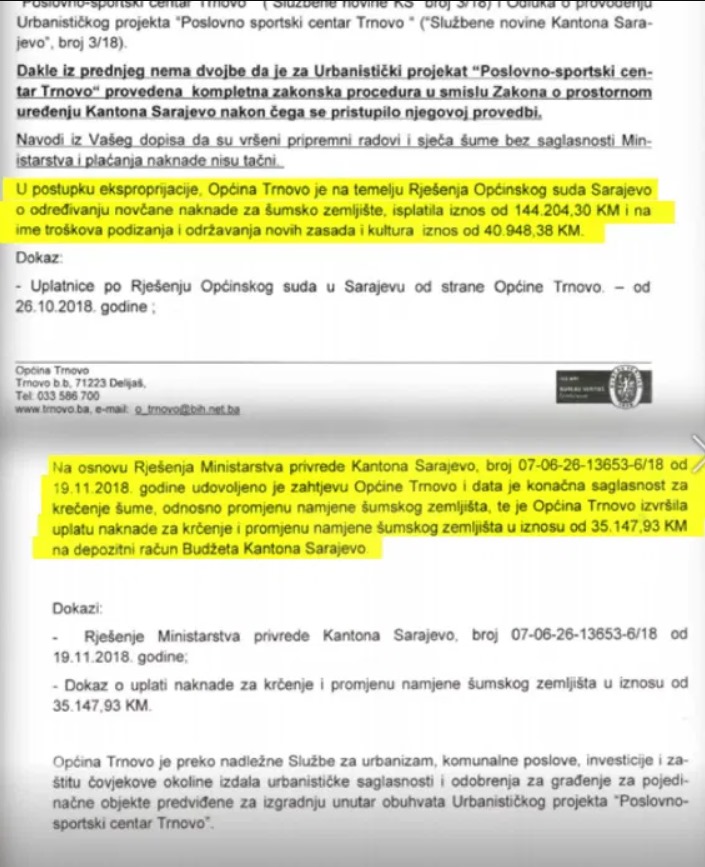 "Poslovno-sportski centar Trnovo" ("Službene novine KS" broj 3/18) i Odluka o provođenju
Urbanističkog projekta "Poslovno sportski centar Trnovo " ("Službene novine Kantona Sara-
jevo", broj 3/18).
Dakle iz prednjeg nema dvojbe da je za Urbanistički projekat "Poslovno-sportski cen-
tar Trnovo" provedena kompletna zakonska procedura u smislu Zakona o prostornom
uređenju Kantona Sarajevo nakon čega se pristupilo njegovoj provedbi.
Navodi iz Vašeg dopisa da su vršeni pripremni radovi i sječa šume bez saglasnosti Min-
istarstva i plaćanja naknade nisu tačni.
U postupku eksproprijacije, Općina Trnovo je na temelju Rješenja Općinskog suda Sarajevo
o određivanju novčane naknade za šumsko zemljište, isplatila iznos od 144.204,30 KM i na
ime troškova podizanja i održavanja novih zasada i kultura iznos od 40.948,38 KM.
Dokaz:
- Uplatnice po Rješenju Općinskog suda u Sarajevu od strane Općine Trnovo. – od
26.10.2018. godine ;
Općina Trnovo
Trnovo b.b, 71223 Delijaš,
Tel: 033 586 700
www.trnovo.ba, e-mail: o_trnovo@bih.net.ba
Na osnovu Rješenja Ministarstva privrede Kantona Sarajevo, broj 07-06-26-13653-6/18 od
19.11.2018. godine udovoljeno je zahtjevu Općine Trnovo i data je konačna saglasnost za
krečenje šume, odnosno promjenu namjene šumskog zemljišta, te je Općina Trnovo izvršila
uplatu naknade za krčenje i promjenu namjene šumskog zemljišta u iznosu od 35.147,93 KM
na depozitni račun Budžeta Kantona Sarajevo.
Dokazi:
- Rješenje Ministarstva privrede Kantona Sarajevo, broj 07-06-26-13653-6/18 od
19.11.2018. godine;
- Dokaz o uplati naknade za krčenje i promjenu namjene šumskog zemljišta u iznosu od
35.147,93 KM.
Općina Trnovo je preko nadležne Službe za urbanizam, komunalne poslove, investicije i za-
štitu čovjekove okoline izdala urbanističke saglasnosti i odobrenja za građenje za pojedi-
načne objekte predviđene za izgradnju unutar obuhvata Urbanističkog projekta "Poslovno-
sportski centar Trnovo".